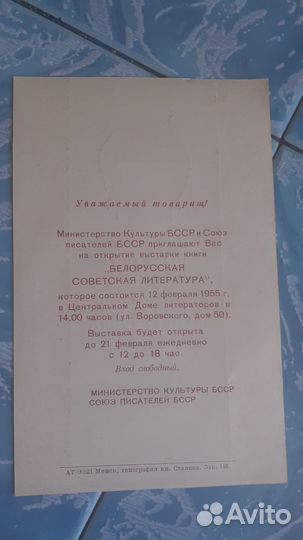 Уважаемый товарищ!
Министерство Культуры БССР и Союз
писателей БССР приглашают Вас
на открытие выставки книги
„БЕЛОРУССКАЯ
СОВЕТСКАЯ ЛИТЕРАТУРА",
которое состоится 12 февраля 1955 г,
в Центральном Доме литераторов в
14.00 часов (ул. Воровского, дом 50).
Выставка будет открыта
до 21 февраля ежедневно
с 12 до 18 час.
Вход свободный.
МИНИСТЕРСТВО КУЛЬТУРЫ БССР
СОЮЗ ПИСАТЕЛЕЙ БССР
Минск, типография им. Сталина. Зак.
Avito